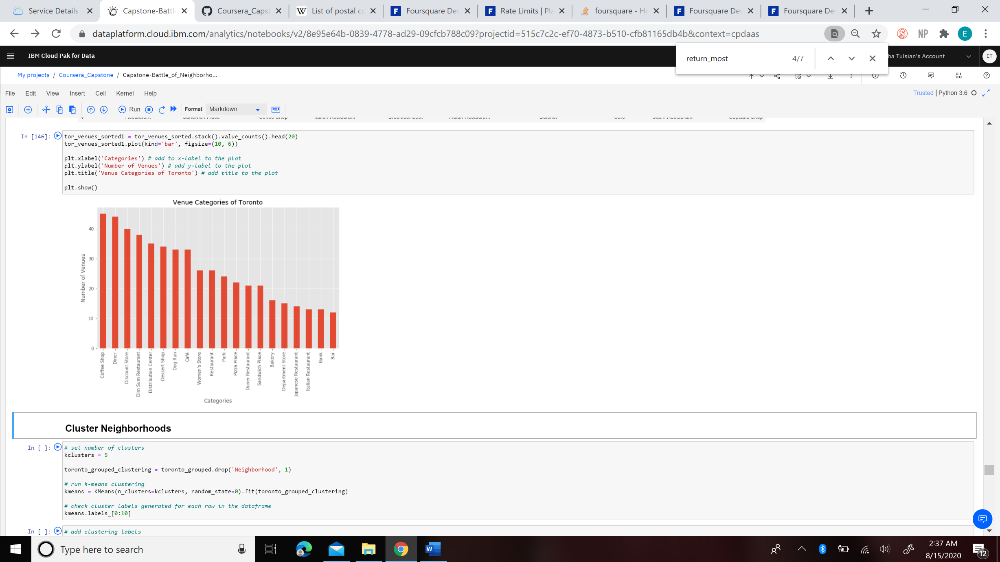 Service Details
Capstone-Battl
Coursera_Capst
List of postal co
Foursquare Dev
Rate Limits | Pla
foursquare - Ho
Foursquare Dev
Foursquare De
dataplatform.cloud.ibm.com/analytics/notebooks/v2/8e95e64b-0839-4778-ad29-09cfcb788c09?projectid=515c7c2c-ef70-4873-b510-cfb81165db4b&context=cpdaas
NP
E
IBM Cloud Pak for Data
return_most 4/7
ha Tulsian's Account
ET
My projects / Coursera_Capstone / Capstone-Battle_of_Neighborho...
File Edit View Insert Cell Kernel Help
Trusted | Python 3.6
Run
Format Markdown
In [146]:
tor_venues_sorted1 = tor_venues_sorted.stack().value_counts().head(20)
tor_venues_sorted1.plot(kind='bar', figsize=(10, 6))
plt.xlabel('Categories') # add to x-label to the plot
plt.ylabel('Number of Venues') # add y-label to the plot
plt.title('Venue Categories of Toronto') # add title to the plot
plt.show()
Venue Categories of Toronto
Number of Venues
40
30
20
10
0
Coffee Shop
Diner
Discount Store
Dim Sum Restaurant
Distribution Center
Dessert Shop
Dog Run
Café
Women's Store
Restaurant
Park
Pizza Place
Doner Restaurant
Sandwich Place
Bakery
Department Store
Japanese Restaurant
Italian Restaurant
Bank
Bar
Categories
Cluster Neighborhoods
In [ ]:
# set number of clusters
kclusters = 5
toronto_grouped_clustering = toronto_grouped.drop('Neighborhood', 1)
# run k-means clustering
kmeans = KMeans(n_clusters=kclusters, random_state=0).fit(toronto_grouped_clustering)
# check cluster labels generated for each row in the dataframe
kmeans.labels_[0:10]
In [ ]:
# add clustering labels
Type here to search
2:37 AM
8/15/2020
12